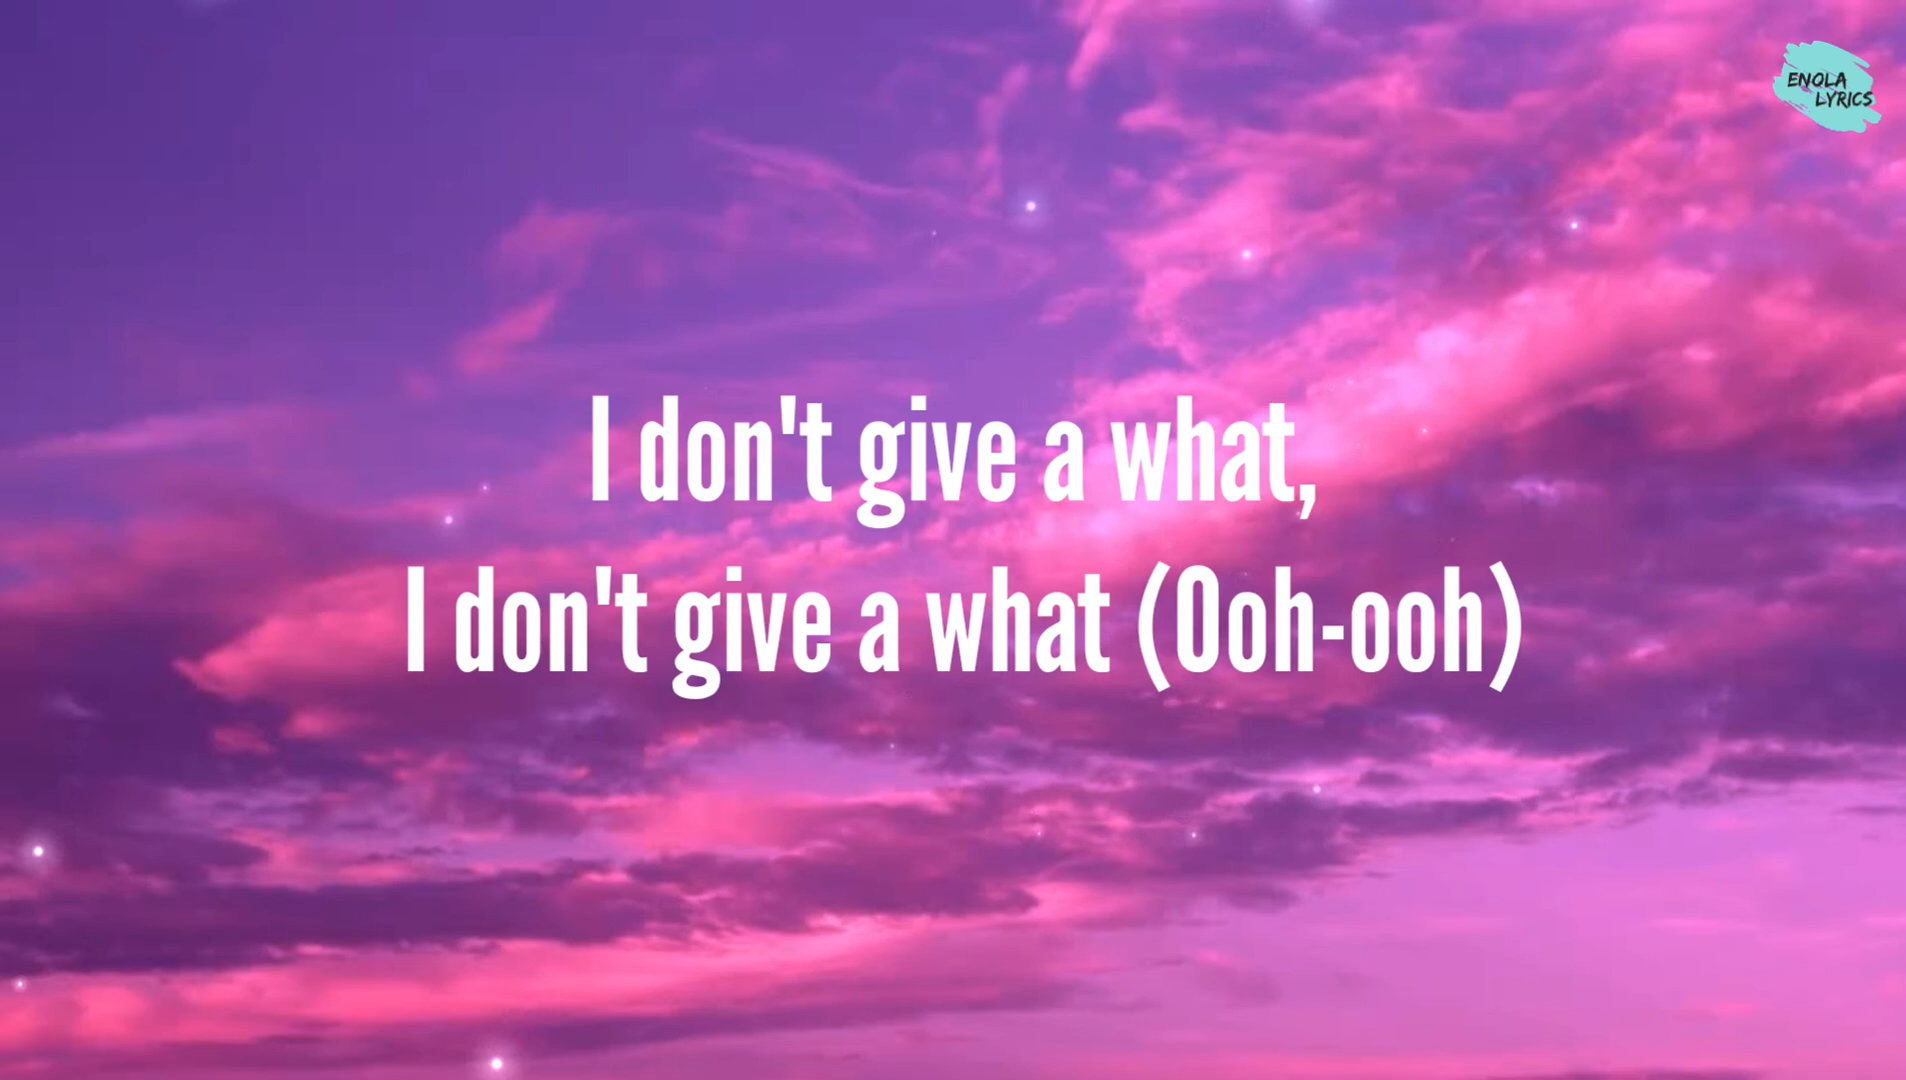 ENOLA
LYRICS
I don't give a what,
I don't give a what (Ooh-ooh)